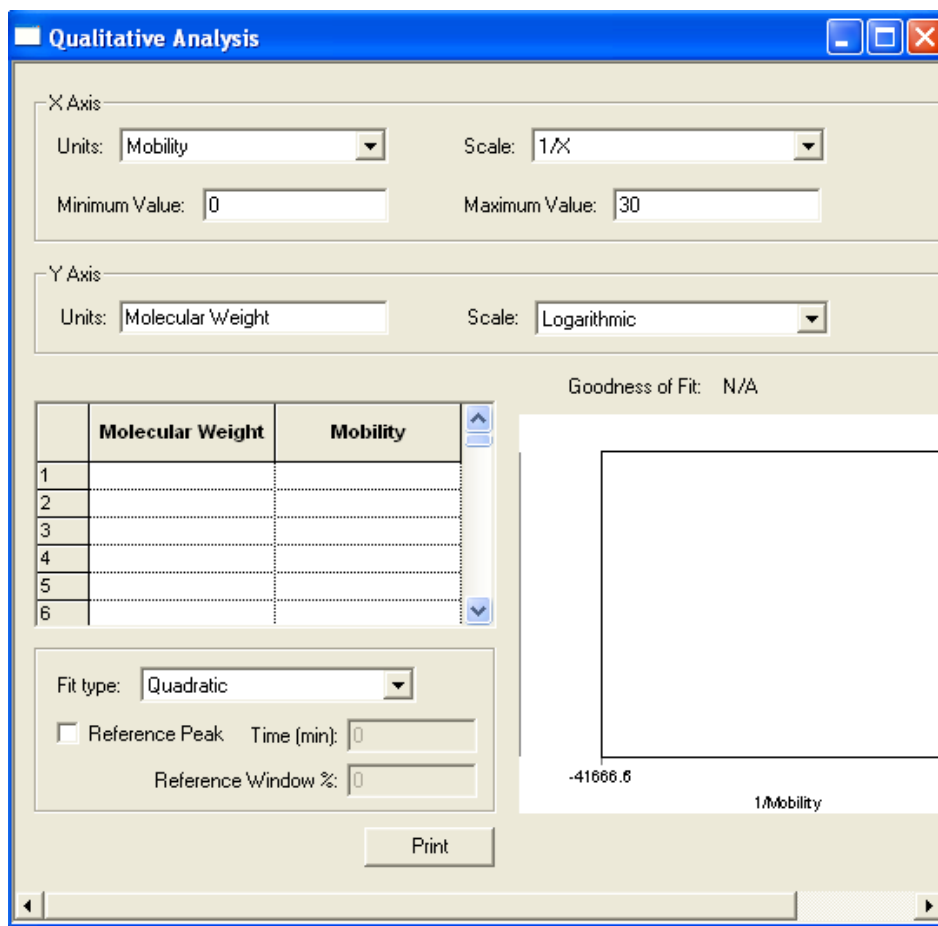 Qualitative Analysis
X Axis
Units: Mobility Scale: 1/X
Minimum Value: 0 Maximum Value: 30
Y Axis
Units: Molecular Weight Scale: Logarithmic
Goodness of Fit: N/A
Molecular Weight Mobility
1
2
3
4
5
6
Fit type: Quadratic
Reference Peak Time (min): 0
Reference Window %: 0
-41666.6
1/Mobility
Print